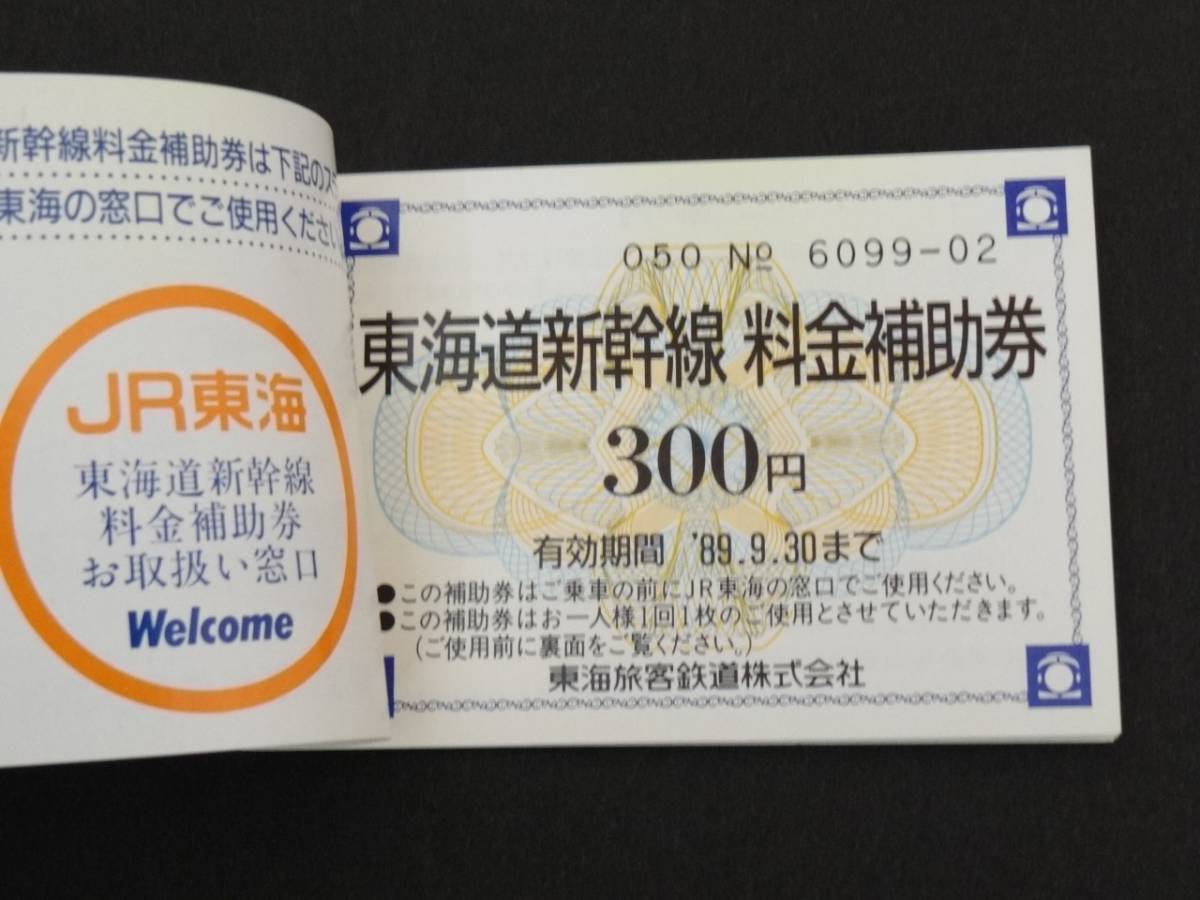 新幹線料金補助券は下記のス
東海の窓口でご使用ください
JR東海
東海道新幹線
料金補助券
お取扱い窓口
Welcome
050 № 6099-02
東海道新幹線 料金補助券
300円
有効期間 '89.9.30まで
●この補助券はご乗車の前にJR東海の窓口でご使用ください。
●この補助券はお一人様1回1枚のご使用とさせていただきます。
(ご使用前に裏面をご覧ください。)
東海旅客鉄道株式会社